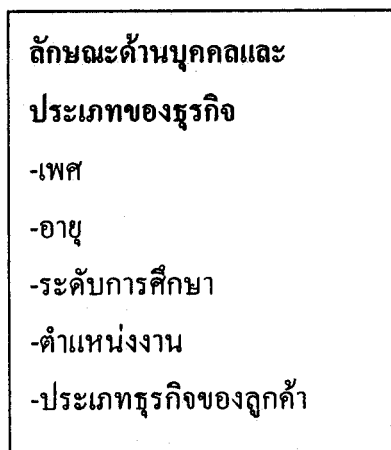 ลักษณะด้านบุคคลและ
ประเภทของธุรกิจ
-เพศ
-อายุ
-ระดับการศึกษา
-ตำแหน่งงาน
-ประเภทธุรกิจของลูกค้า